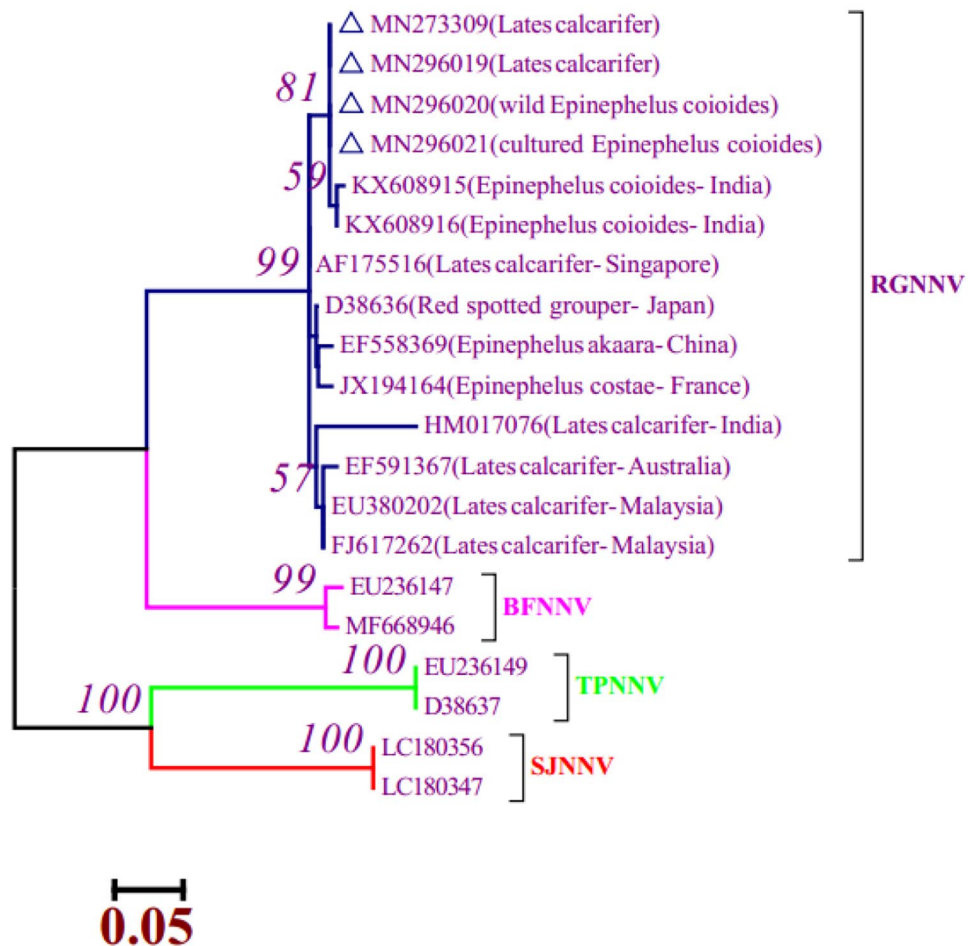 MN273309(Lates calcarifer)
MN296019(Lates calcarifer)
81
MN296020(wild Epinephelus coioides)
MN296021(cultured Epinephelus coioides)
59
KX608915(Epinephelus coioides- India)
KX608916(Epinephelus coioides- India)
99
AF175516(Lates calcarifer- Singapore)
RGNNV
D38636(Red spotted grouper- Japan)
EF558369(Epinephelus akaara- China)
JX194164(Epinephelus costae- France)
HM017076(Lates calcarifer- India)
57
EF591367(Lates calcarifer- Australia)
EU380202(Lates calcarifer- Malaysia)
FJ617262(Lates calcarifer- Malaysia)
99
EU236147
BFNNV
MF668946
100
EU236149
TPNNV
100
D38637
100
LC180356
SJNNV
LC180347
0.05